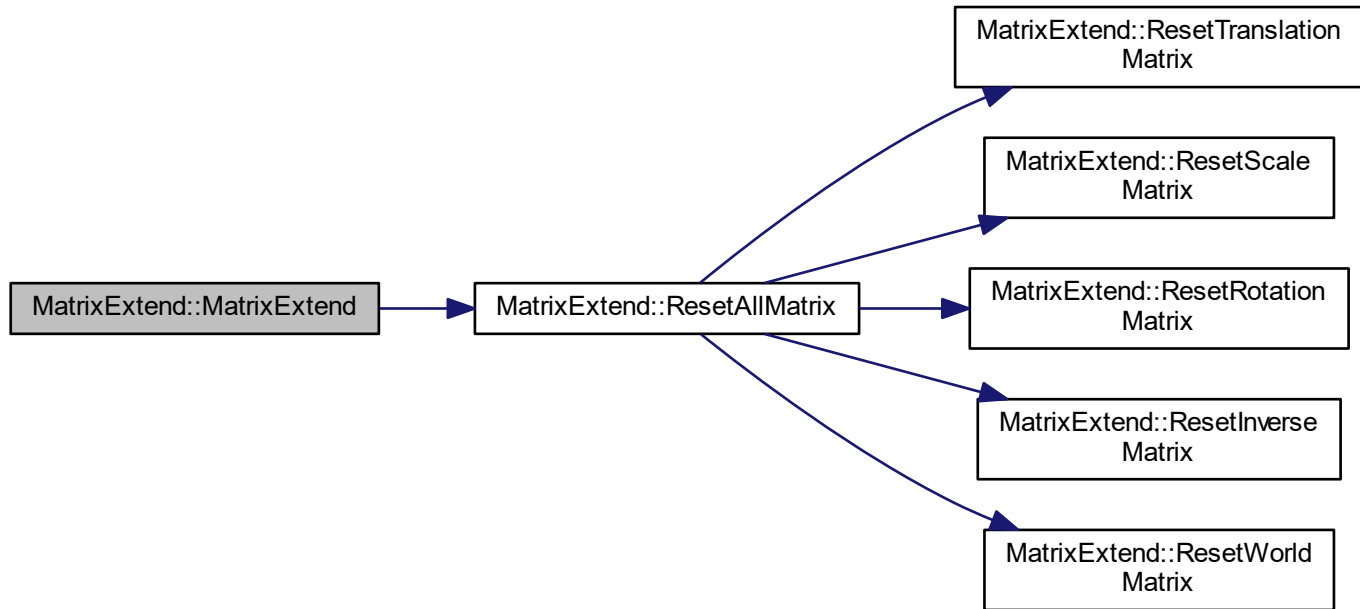 MatrixExtend::MatrixExtend
MatrixExtend::ResetAllMatrix
MatrixExtend::ResetTranslation
Matrix
MatrixExtend::ResetScale
Matrix
MatrixExtend::ResetRotation
Matrix
MatrixExtend::ResetInverse
Matrix
MatrixExtend::ResetWorld
Matrix